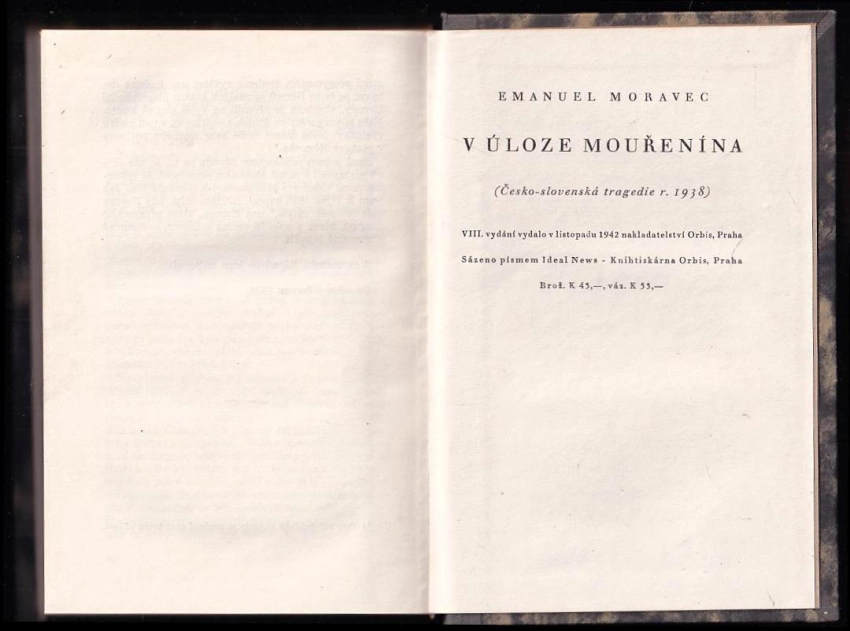 EMANUEL MORAVEC
V ÚLOZE MOUŘENÍNA
(Česko-slovenská tragedie r. 1938)
VIII. vydání vydalo v listopadu 1942 nakladatelství Orbis, Praha
Sázeno písmem Ideal News - Knihtiskárna Orbis, Praha
Brož. K 45,—, váz. K 55,—